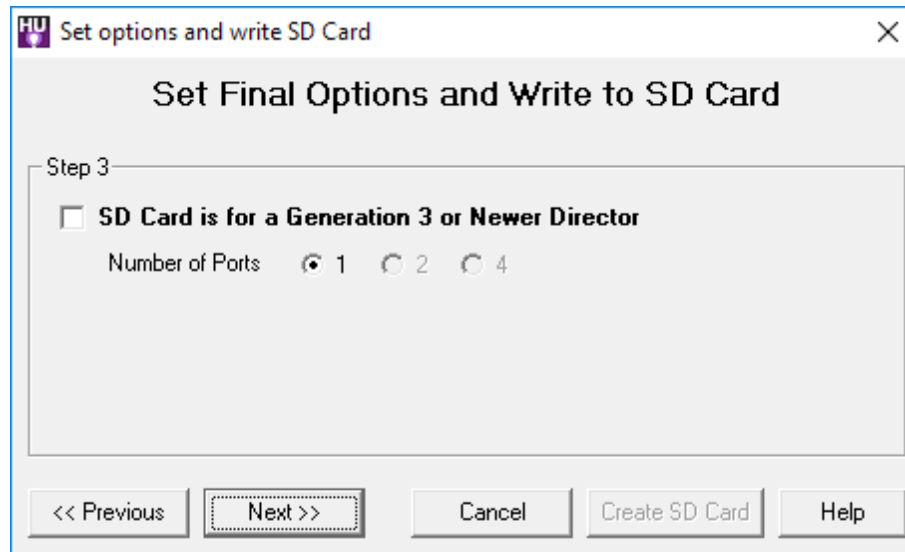 HU Set options and write SD Card
Set Final Options and Write to SD Card
Step 3
SD Card is for a Generation 3 or Newer Director
Number of Ports 1 2 4
<< Previous Next >> Cancel Create SD Card Help